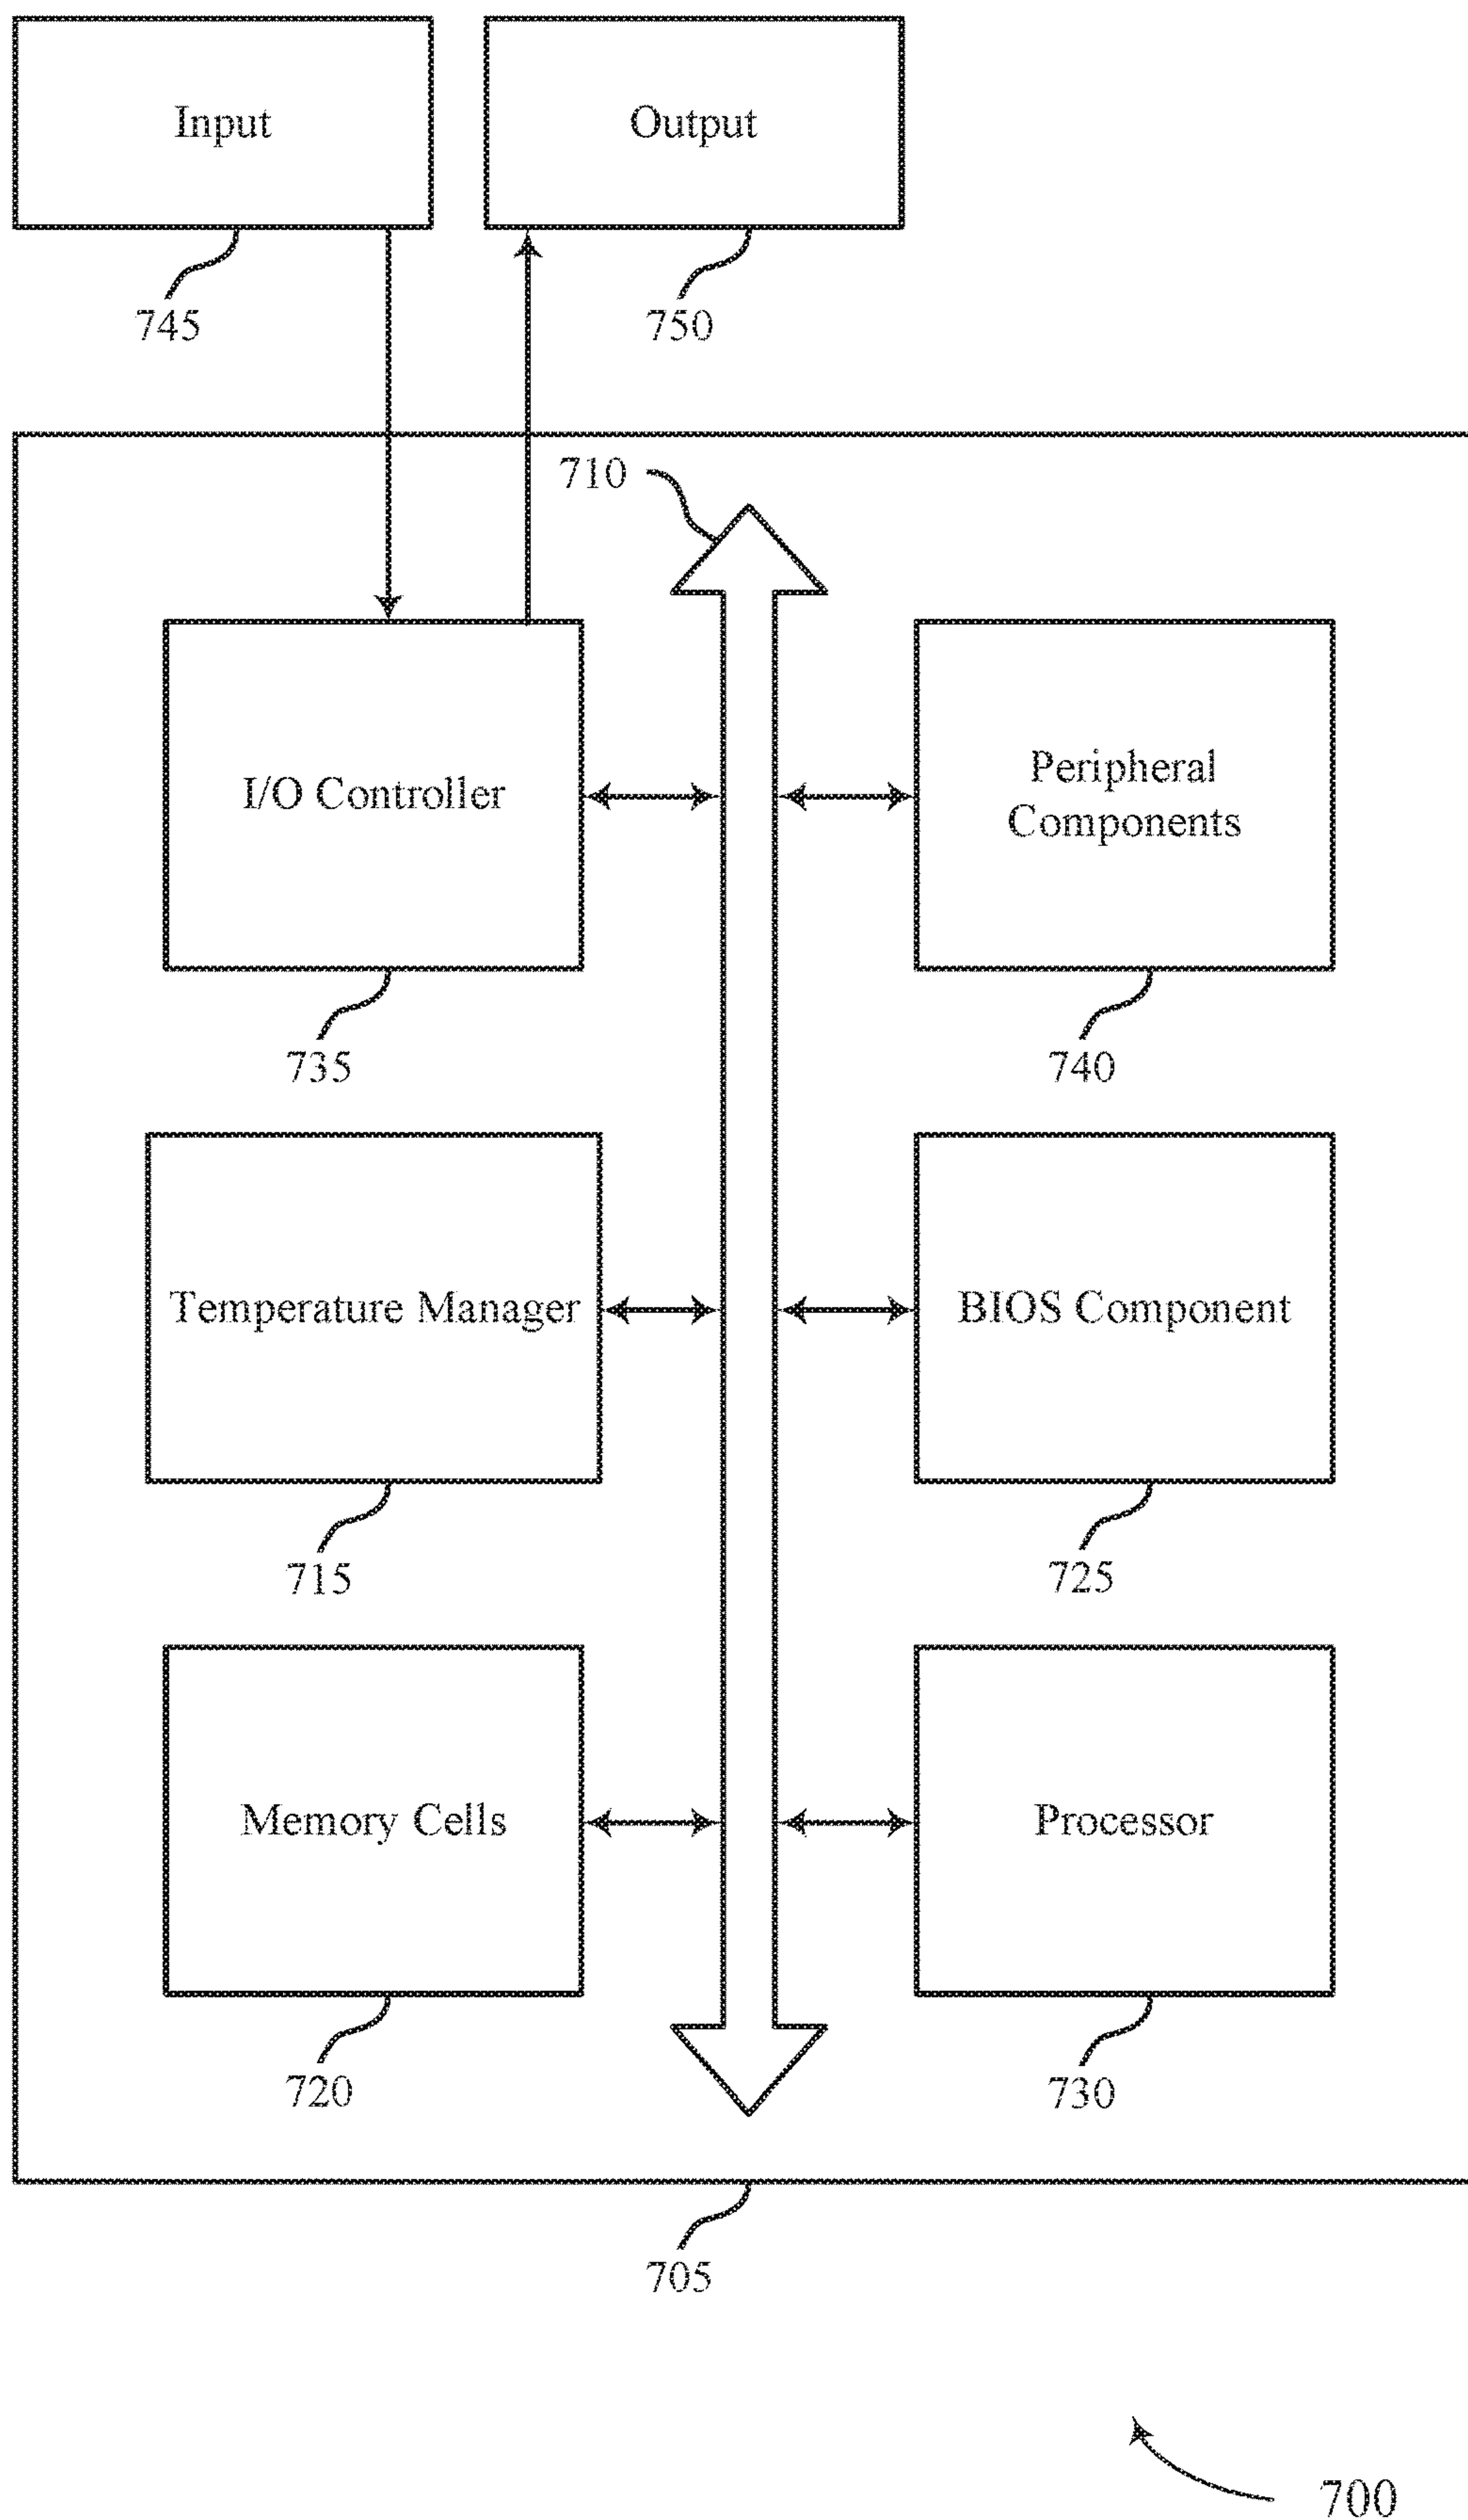 Input
Output
745
750
710
I/O Controller
Peripheral
Components
735
740
Temperature Manager
BIOS Component
715
725
Memory Cells
Processor
720
730
705
700